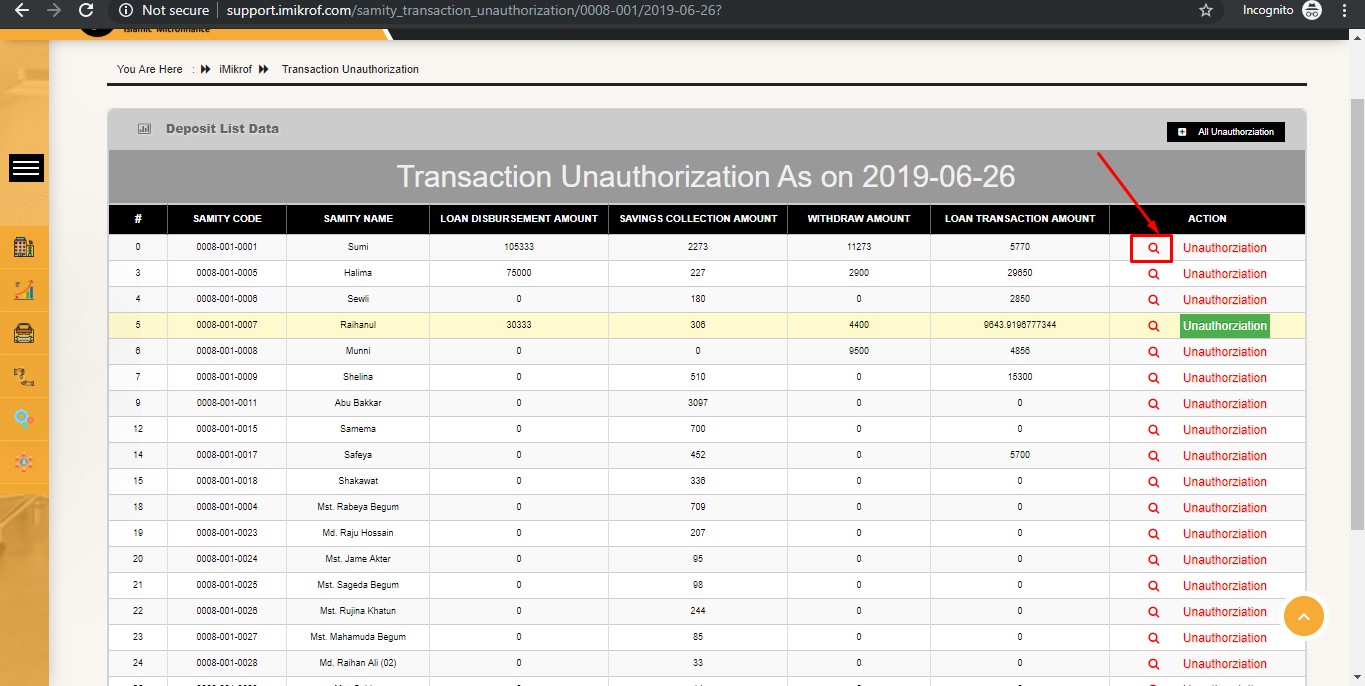 Not secure | support.imikrof.com/samity_transaction_unauthorization/0008-001/2019-06-26? Incognito
Islamic Microfinance
You Are Here : iMikrof Transaction Unauthorization
Deposit List Data All Unauthorziation
Transaction Unauthorization As on 2019-06-26
# SAMITY CODE SAMITY NAME LOAN DISBURSEMENT AMOUNT SAVINGS COLLECTION AMOUNT WITHDRAW AMOUNT LOAN TRANSACTION AMOUNT ACTION
0 0008-001-0001 Sumi 105333 2273 11273 5770 Unauthorziation
3 0008-001-0005 Halima 75000 227 2900 29650 Unauthorziation
4 0008-001-0006 Sewli 0 180 0 2850 Unauthorziation
5 0008-001-0007 Raihanul 30333 306 4400 9643.9196777344 Unauthorziation
6 0008-001-0008 Munni 0 0 9500 4856 Unauthorziation
7 0008-001-0009 Shelina 0 510 0 15300 Unauthorziation
9 0008-001-0011 Abu Bakkar 0 3097 0 0 Unauthorziation
12 0008-001-0015 Samema 0 700 0 0 Unauthorziation
14 0008-001-0017 Safeya 0 452 0 5700 Unauthorziation
15 0008-001-0018 Shakawat 0 336 0 0 Unauthorziation
18 0008-001-0004 Mst. Rabeya Begum 0 709 0 0 Unauthorziation
19 0008-001-0023 Md. Raju Hossain 0 207 0 0 Unauthorziation
20 0008-001-0024 Mst. Jame Akter 0 95 0 0 Unauthorziation
21 0008-001-0025 Mst. Sageda Begum 0 98 0 0 Unauthorziation
22 0008-001-0026 Mst. Rujina Khatun 0 244 0 0 Unauthorziation
23 0008-001-0027 Mst. Mahamuda Begum 0 85 0 0 Unauthorziation
24 0008-001-0028 Md. Raihan Ali (02) 0 33 0 0 Unauthorziation